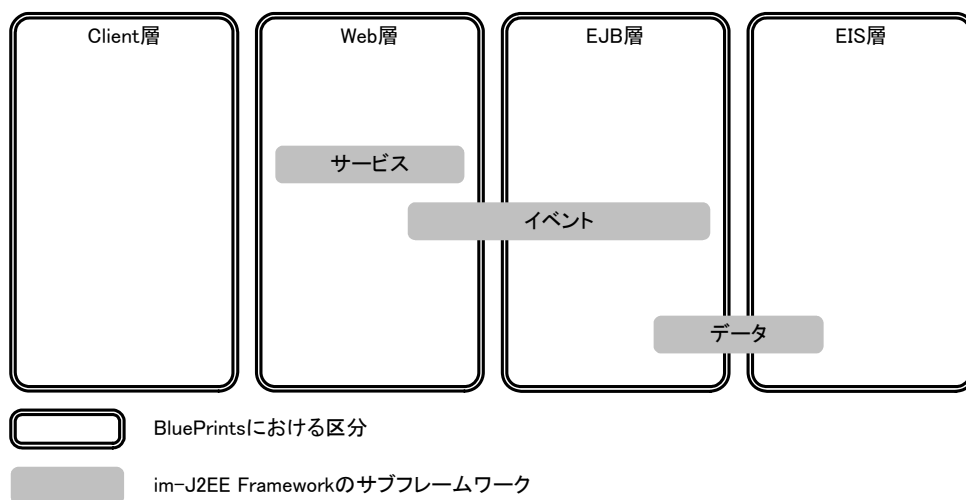 Client層
Web層
EJB層
EIS層
サービス
イベント
データ
BluePrintsにおける区分
im-J2EE Frameworkのサブフレームワーク